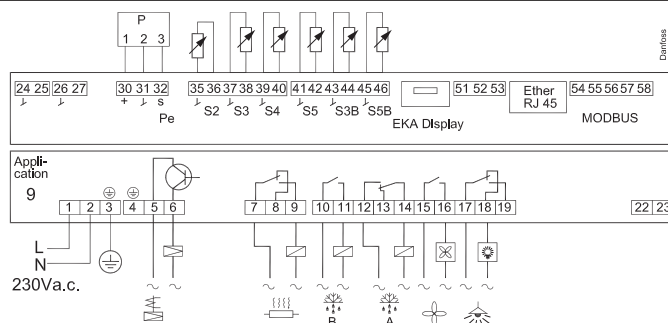 P
1 2 3
Danfoss
24 25 26 27 30 31 32 35 36 37 38 39 40 41 42 43 44 45 46 51 52 53 Ether RJ 45 54 55 56 57 58
+ s S2 S3 S4 S5 S3B S5B
Pe EKA DIsplay MODBUS
Appli-
cation
9
1 2 3 4 5 6 7 8 9 10 11 12 13 14 15 16 17 18 19 22 23
L
N
230Va.c.
B A